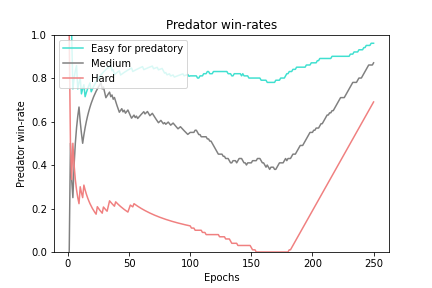 Predator win-rates
Easy for predatory
Medium
Hard
Predator win-rate
1.0
0.8
0.6
0.4
0.2
0.0
0
50
100
150
200
250
Epochs